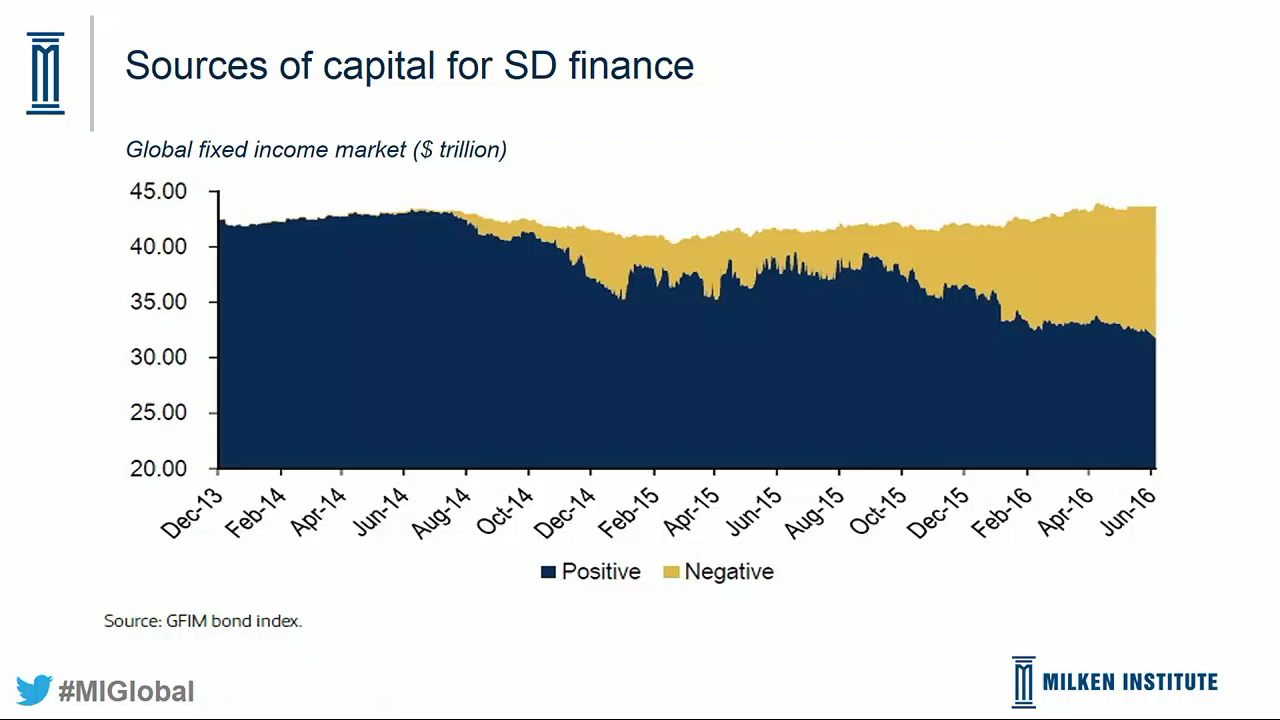 Sources of capital for SD finance
Global fixed income market ($ trillion)
45.00
40.00
35.00
30.00
25.00
20.00
Dec-13
Feb-14
Apr-14
Jun-14
Aug-14
Oct-14
Dec-14
Feb-15
Apr-15
Jun-15
Aug-15
Oct-15
Dec-15
Feb-16
Apr-16
Jun-16
Positive Negative
Source: GFIM bond index.
#MIGlobal
MILKEN INSTITUTE